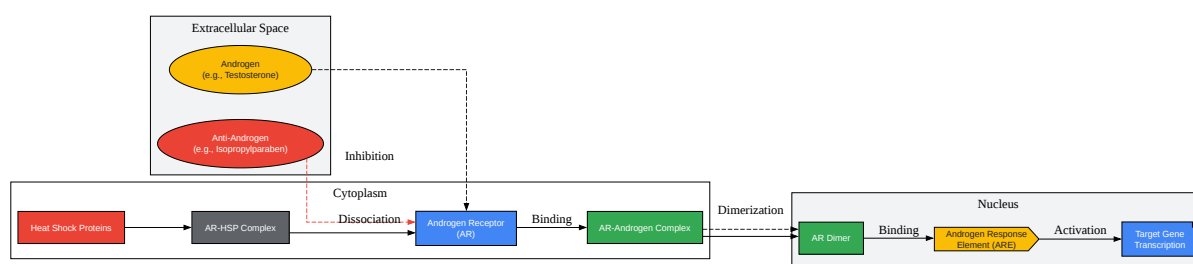 Extracellular Space
Androgen
(e.g., Testosterone)
Anti-Androgen
(e.g., Isopropylparaben)
Inhibition
Cytoplasm
Heat Shock Proteins
AR-HSP Complex
Dissociation
Androgen Receptor
(AR)
Binding
AR-Androgen Complex
Dimerization
Nucleus
AR Dimer
Binding
Androgen Response
Element (ARE)
Activation
Target Gene
Transcription